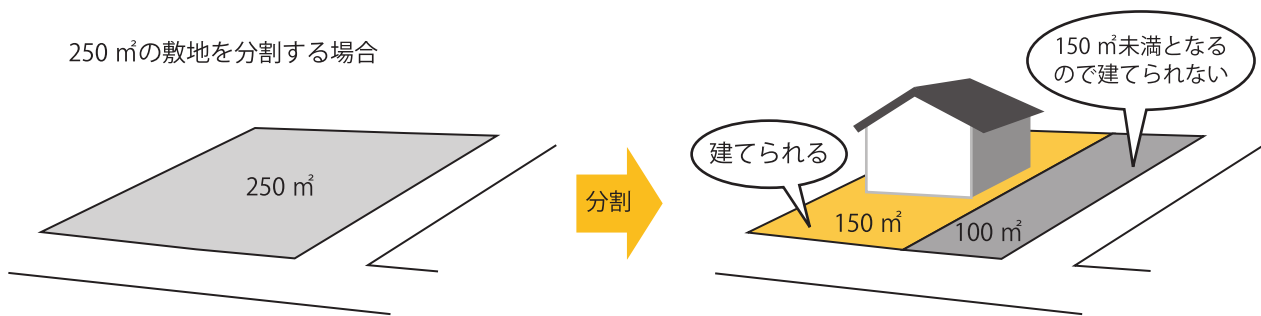 250 ㎡の敷地を分割する場合
250 ㎡
分割
建てられる
150 ㎡未満となる
ので建てられない
150 ㎡
100 ㎡